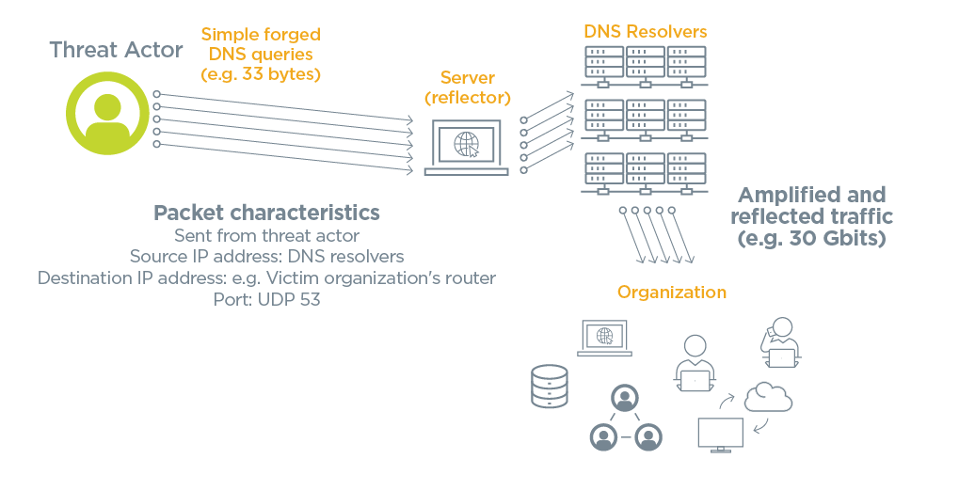 Threat Actor
Simple forged
DNS queries
(e.g. 33 bytes)
Server
(reflector)
DNS Resolvers
Packet characteristics
Sent from threat actor
Source IP address: DNS resolvers
Destination IP address: e.g. Victim organization's router
Port: UDP 53
Amplified and
reflected traffic
(e.g. 30 Gbits)
Organization